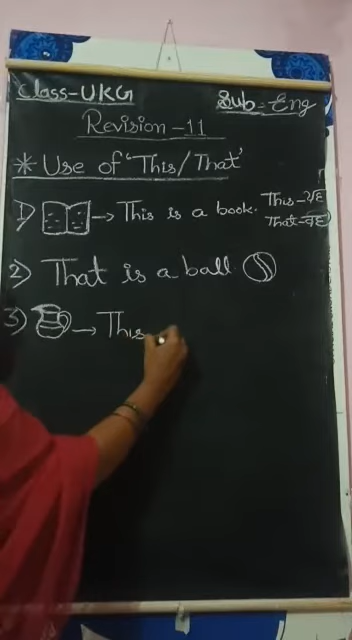 Class-UKG Sub-Eng
Revision-11
* Use of 'This/That'
1) → This is a book. This-यह
That-वह
2) That is a ball
3) → This